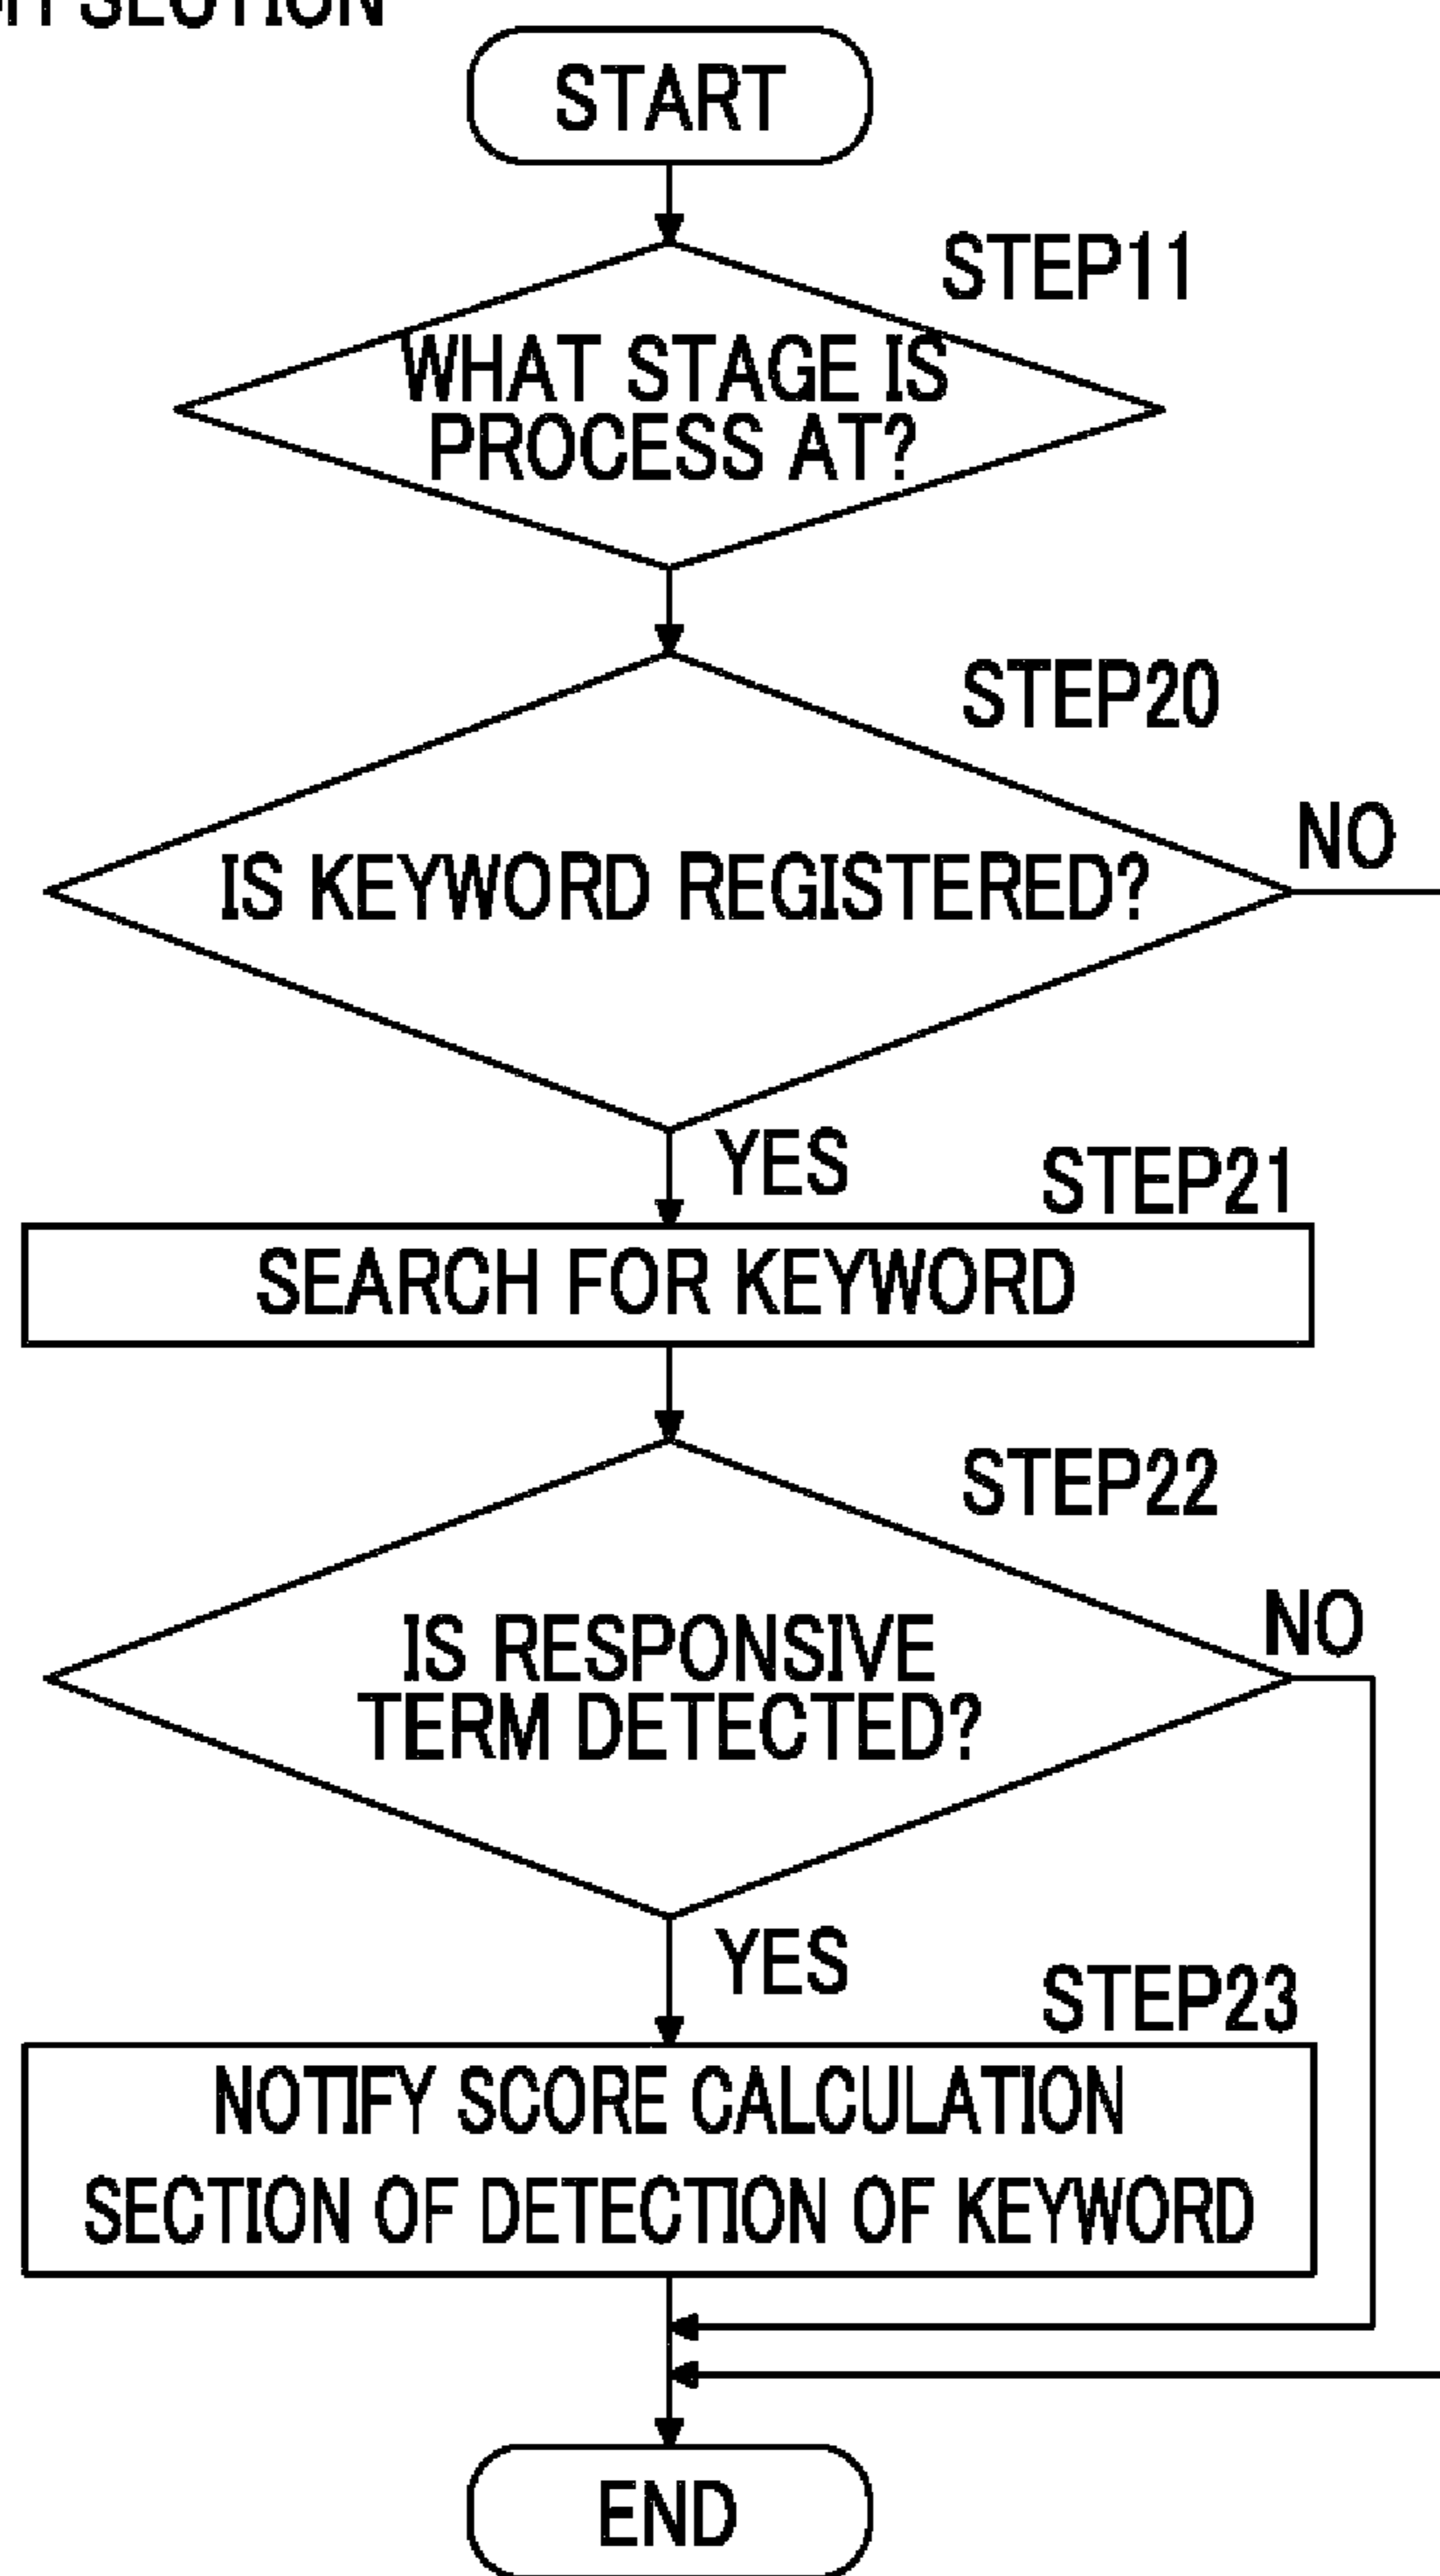 SECTION
START
STEP11
WHAT STAGE IS
PROCESS AT?
STEP20
NO
IS KEYWORD REGISTERED?
YES
STEP21
SEARCH FOR KEYWORD
STEP22
NO
IS RESPONSIVE
TERM DETECTED?
YES
STEP23
NOTIFY SCORE CALCULATION
SECTION OF DETECTION OF KEYWORD
END